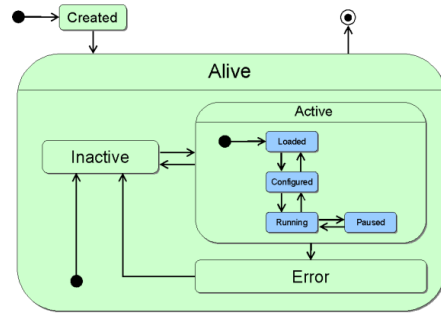 Created
Alive
Active
Loaded
Inactive
Configured
Running
Paused
Error